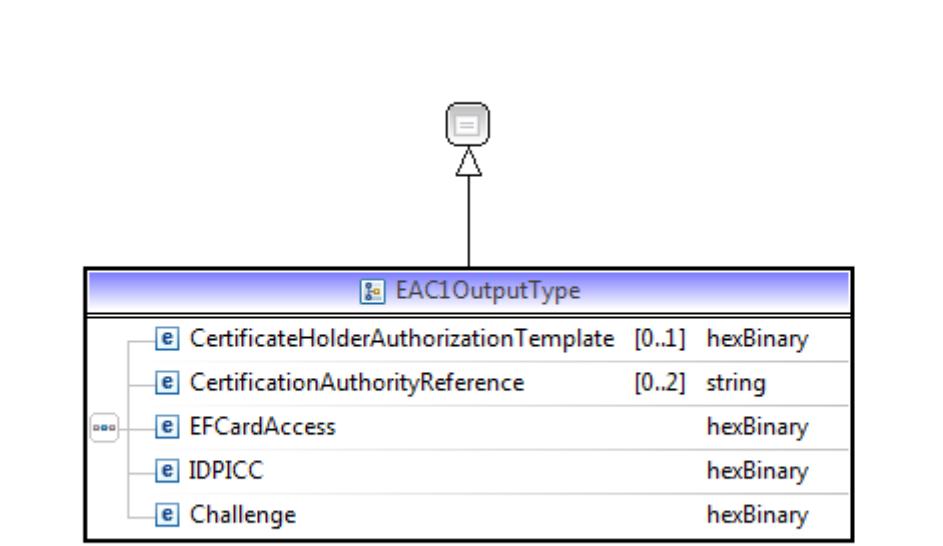 EAC1OutputType
e CertificateHolderAuthorizationTemplate [0..1] hexBinary
e CertificationAuthorityReference [0..2] string
e EFCardAccess hexBinary
e IDPICC hexBinary
e Challenge hexBinary